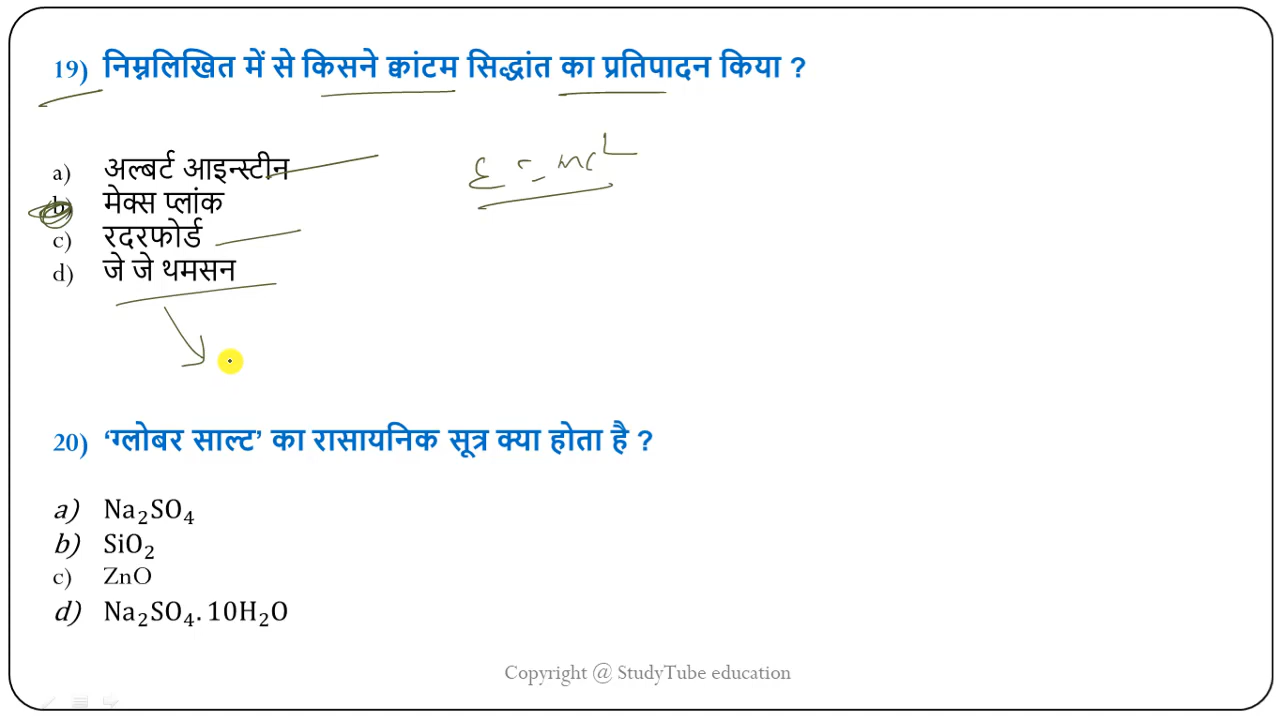 19) निम्नलिखित में से किसने क्वांटम सिद्धांत का प्रतिपादन किया ?
a) अल्बर्ट आइन्स्टीन
E = mc²
b) मेक्स प्लांक
c) रदरफोर्ड
d) जे जे थमसन
20) ‘ग्लोबर साल्ट’ का रासायनिक सूत्र क्या होता है ?
a) Na₂SO₄
b) SiO₂
c) ZnO
d) Na₂SO₄. 10H₂O
Copyright @ StudyTube education